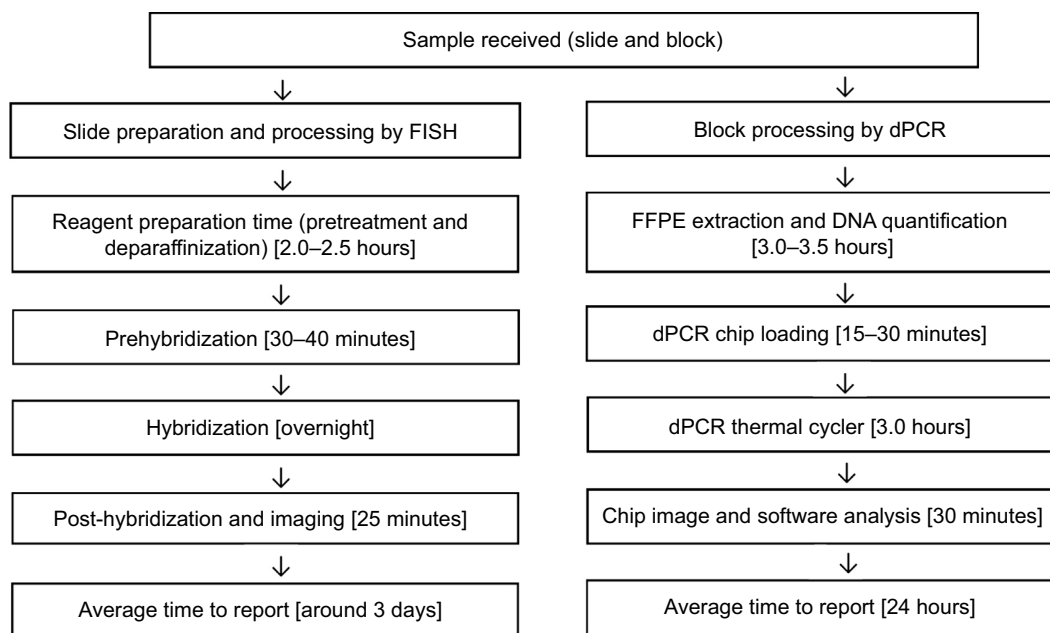 Sample received (slide and block)
Slide preparation and processing by FISH
Reagent preparation time (pretreatment and
deparaffinization) [2.0–2.5 hours]
Prehybridization [30–40 minutes]
Hybridization [overnight]
Post-hybridization and imaging [25 minutes]
Average time to report [around 3 days]
Block processing by dPCR
FFPE extraction and DNA quantification
[3.0–3.5 hours]
dPCR chip loading [15–30 minutes]
dPCR thermal cycler [3.0 hours]
Chip image and software analysis [30 minutes]
Average time to report [24 hours]